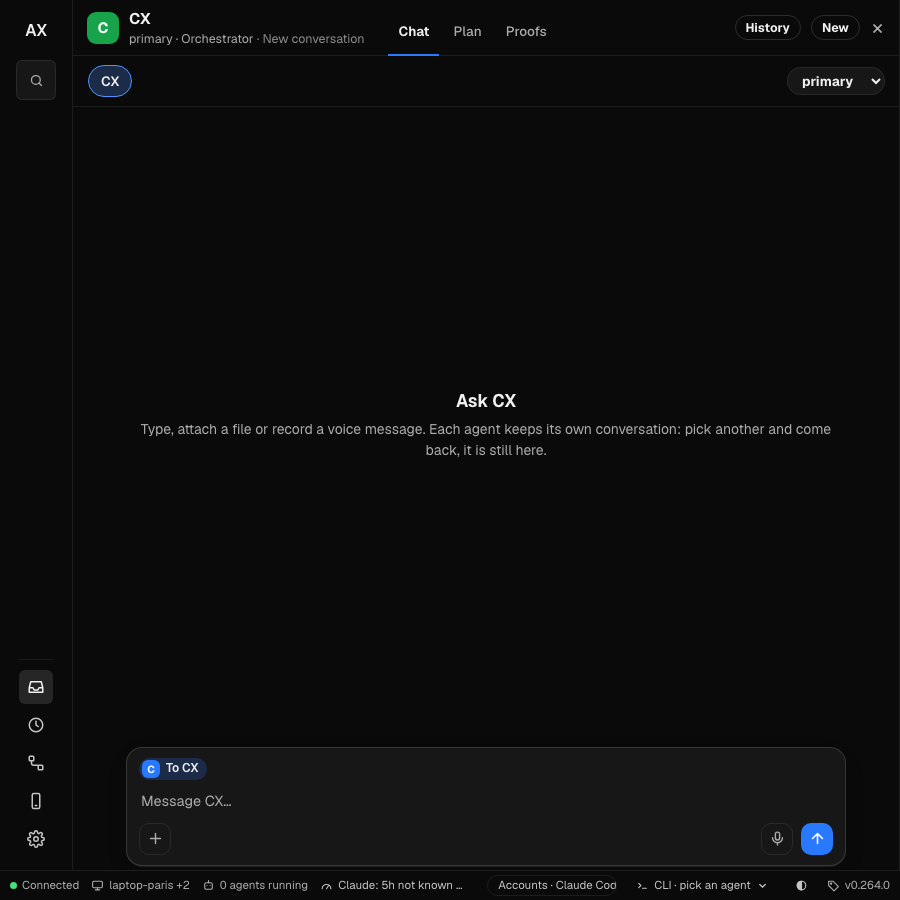 AX
C
CX
primary · Orchestrator · New conversation
Chat
Plan
Proofs
History
New
CX
primary
Ask CX
Type, attach a file or record a voice message. Each agent keeps its own conversation: pick another and come
back, it is still here.
C
To CX
Message CX...
Connected
laptop-paris +2
0 agents running
Claude: 5h not known ...
Accounts · Claude Cod
CLI · pick an agent
v0.264.0